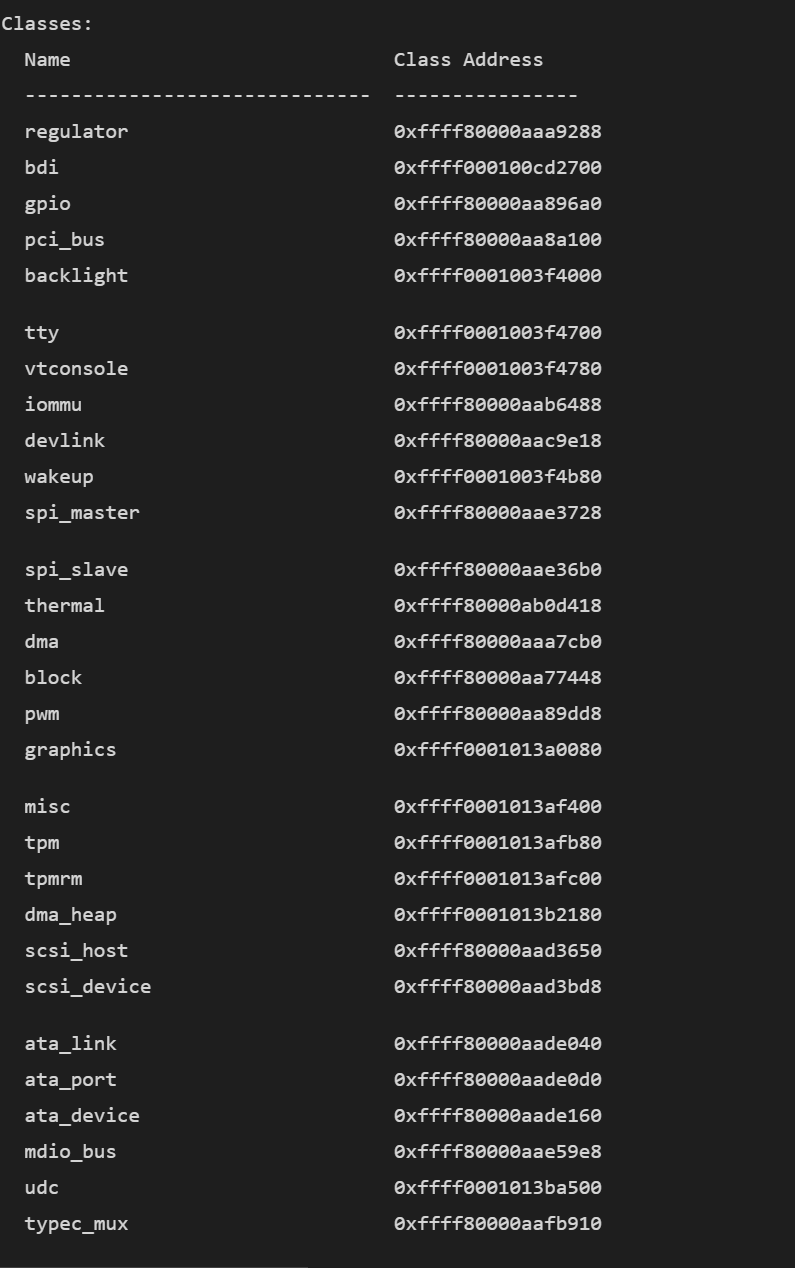 Classes:
Name Class Address
------------------------------ ----------------
regulator 0xffff80000aaa9288
bdi 0xffff000100cd2700
gpio 0xffff80000aa896a0
pci_bus 0xffff80000aa8a100
backlight 0xffff0001003f4000
tty 0xffff0001003f4700
vtconsole 0xffff0001003f4780
iommu 0xffff80000aab6488
devlink 0xffff80000aac9e18
wakeup 0xffff0001003f4b80
spi_master 0xffff80000aae3728
spi_slave 0xffff80000aae36b0
thermal 0xffff80000ab0d418
dma 0xffff80000aaa7cb0
block 0xffff80000aa77448
pwm 0xffff80000aa89dd8
graphics 0xffff0001013a0080
misc 0xffff0001013af400
tpm 0xffff0001013afb80
tpmrm 0xffff0001013afc00
dma_heap 0xffff0001013b2180
scsi_host 0xffff80000aad3650
scsi_device 0xffff80000aad3bd8
ata_link 0xffff80000aade040
ata_port 0xffff80000aade0d0
ata_device 0xffff80000aade160
mdio_bus 0xffff80000aae59e8
udc 0xffff0001013ba500
typec_mux 0xffff80000aafb910